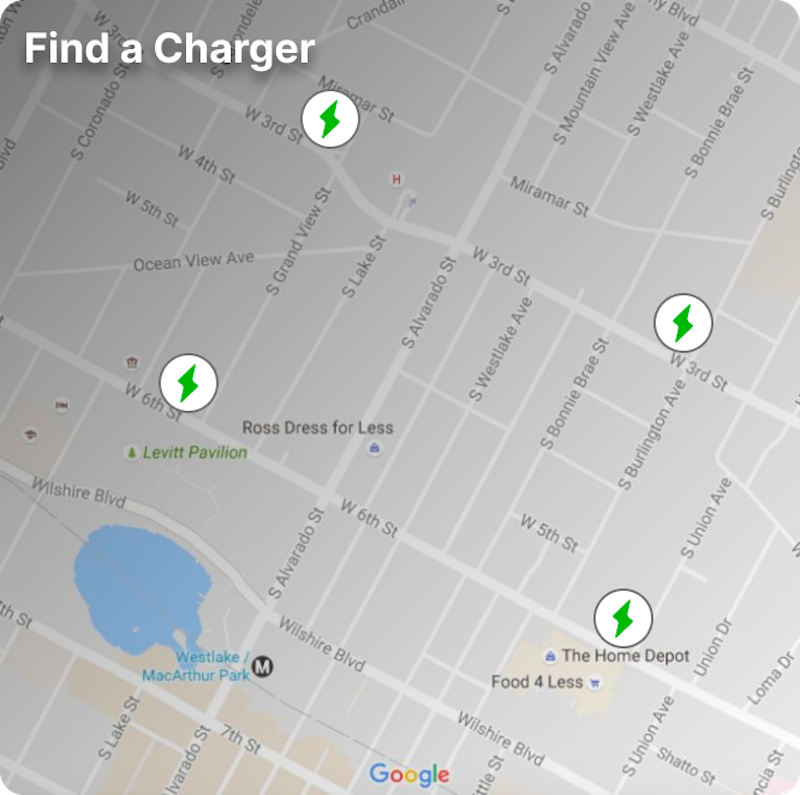 Find a Charger
Crandall
S Alvarado
S Mountain View Ave
S Westlake Ave
S Bonnie Brae St
S Burlington
S Coronado St
W 3rd St
Miramar St
W 4th St
W 5th St
H
Miramar St
Ocean View Ave
S Grand View St
S Lake St
W 3rd St
S Alvarado St
S Westlake Ave
S Bonnie Brae St
W 3rd St
S Burlington Ave
W 6th St
Ross Dress for Less
Levitt Pavilion
Wilshire Blvd
W 6th St
W 5th St
S Union Ave
S Alvarado St
7th St
Wilshire Blvd
Westlake /
MacArthur Park
M
The Home Depot
Food 4 Less
Union Dr
Loma Dr
S Lake St
7th St
Wilshire Blvd
S Union Ave
Shatto St
Google